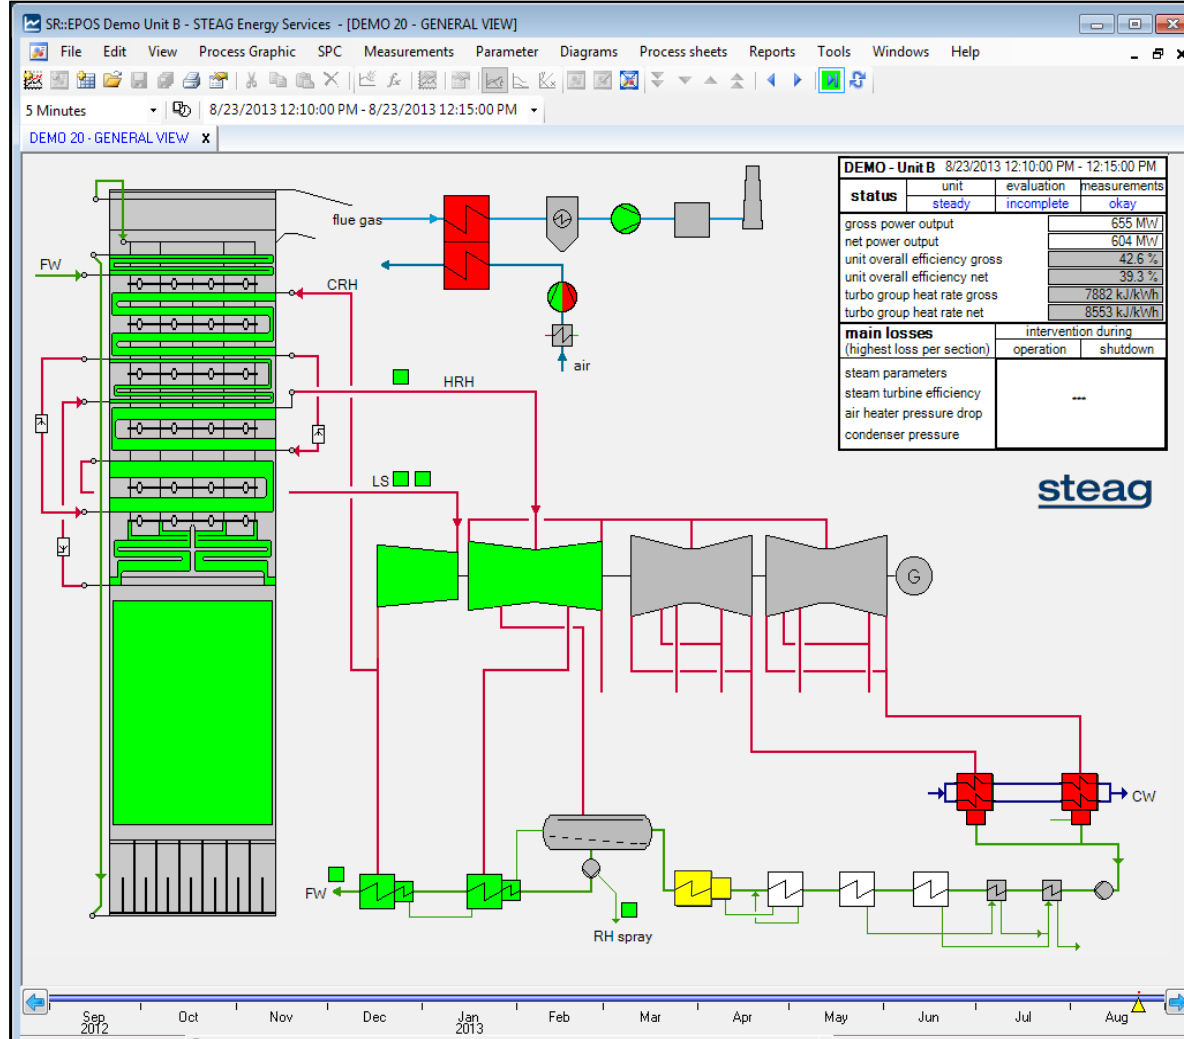 SR::EPOS Demo Unit B - STEAG Energy Services - [DEMO 20 - GENERAL VIEW]
File Edit View Process Graphic SPC Measurements Parameter Diagrams Process sheets Reports Tools Windows Help
5 Minutes 8/23/2013 12:10:00 PM - 8/23/2013 12:15:00 PM
DEMO 20 - GENERAL VIEW X
DEMO - Unit B 8/23/2013 12:10:00 PM - 12:15:00 PM
status unit evaluation measurements
steady incomplete okay
gross power output 655 MW
net power output 604 MW
unit overall efficiency gross 42.6 %
unit overall efficiency net 39.3 %
turbo group heat rate gross 7882 kJ/kWh
turbo group heat rate net 8553 kJ/kWh
main losses intervention during
(highest loss per section) operation shutdown
steam parameters
steam turbine efficiency
air heater pressure drop
condenser pressure
---
steag
flue gas
FW
CRH
air
HRH
LS
G
CW
FW
RH spray
Sep Oct Nov Dec Jan Feb Mar Apr May Jun Jul Aug
2012 2013